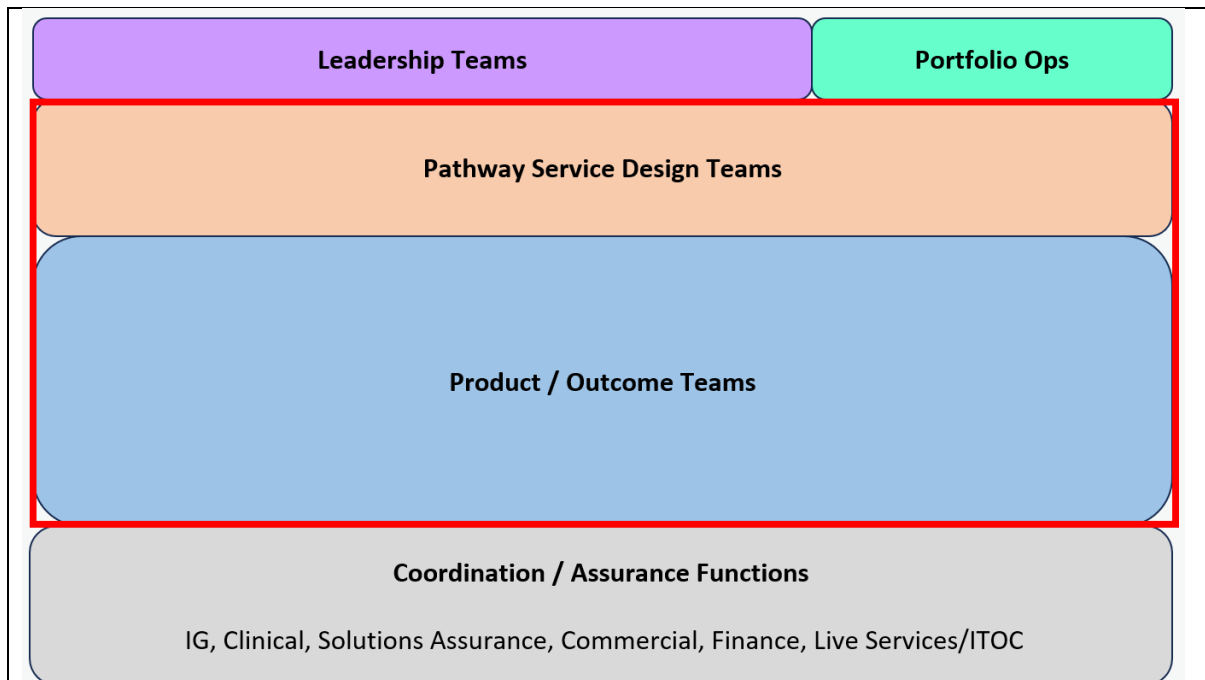 Leadership Teams
Portfolio Ops
Pathway Service Design Teams
Product / Outcome Teams
Coordination / Assurance Functions
IG, Clinical, Solutions Assurance, Commercial, Finance, Live Services/ITOC